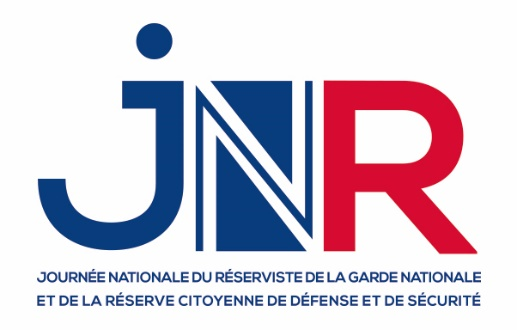 jNR
JOURNÉE NATIONALE DU RÉSERVISTE DE LA GARDE NATIONALE
ET DE LA RÉSERVE CITOYENNE DE DÉFENSE ET DE SÉCURITÉ